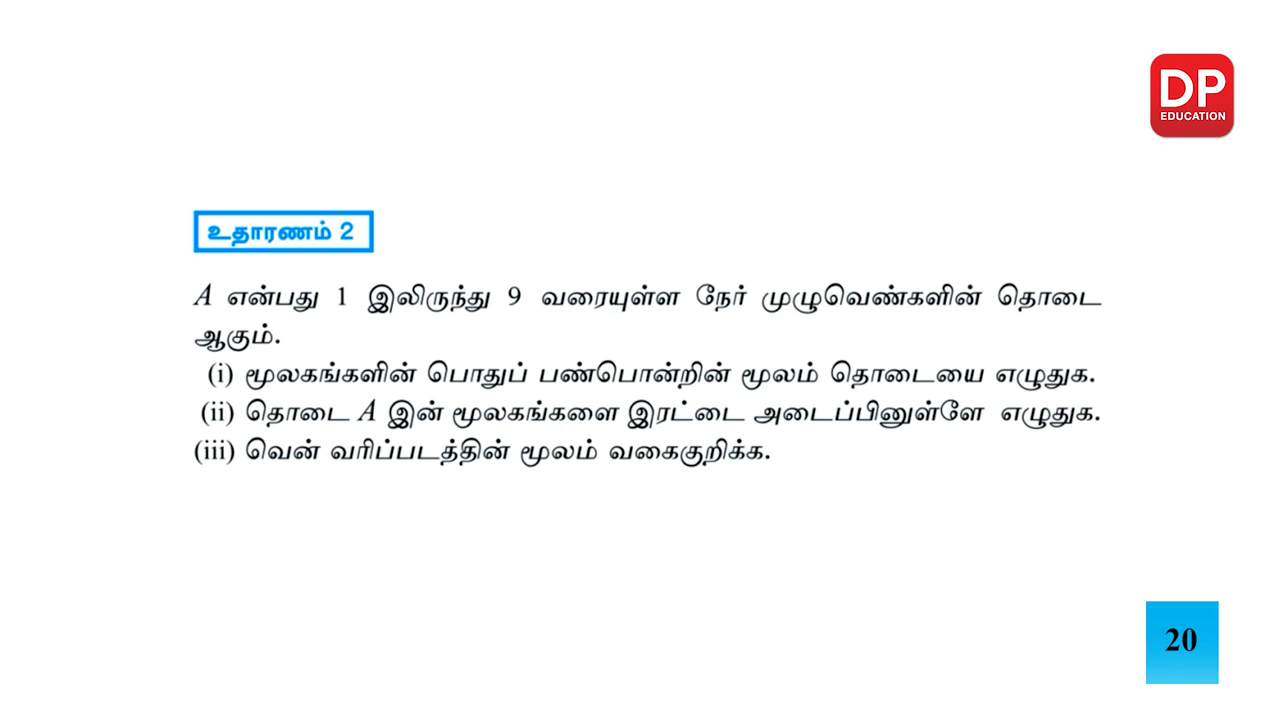 DP
EDUCATION
உதாரணம் 2
A என்பது 1 இலிருந்து 9 வரையுள்ள நேர் முழுவெண்களின் தொடை
ஆகும்.
(i) மூலகங்களின் பொதுப் பண்பொன்றின் மூலம் தொடையை எழுதுக.
(ii) தொடை A இன் மூலகங்களை இரட்டை அடைப்பினுள்ளே எழுதுக.
(iii) வென் வரிப்படத்தின் மூலம் வகைகுறிக்க.
20